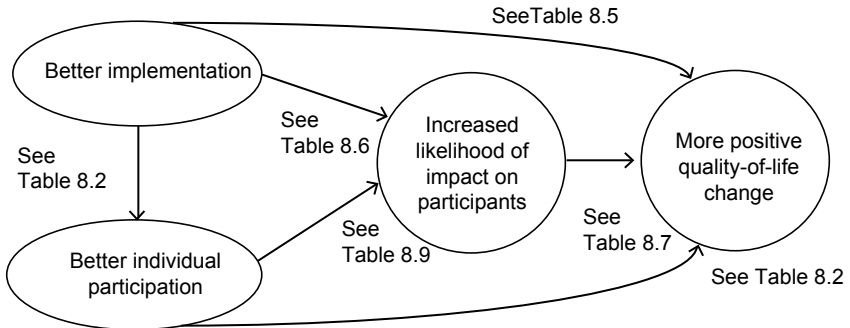 SeeTable 8.5
Better implementation
See
Table 8.6
Increased
likelihood of
impact on
participants
More positive
quality-of-life
change
See
Table 8.2
See
Table 8.9
See
Table 8.7
Better individual
participation
See Table 8.2